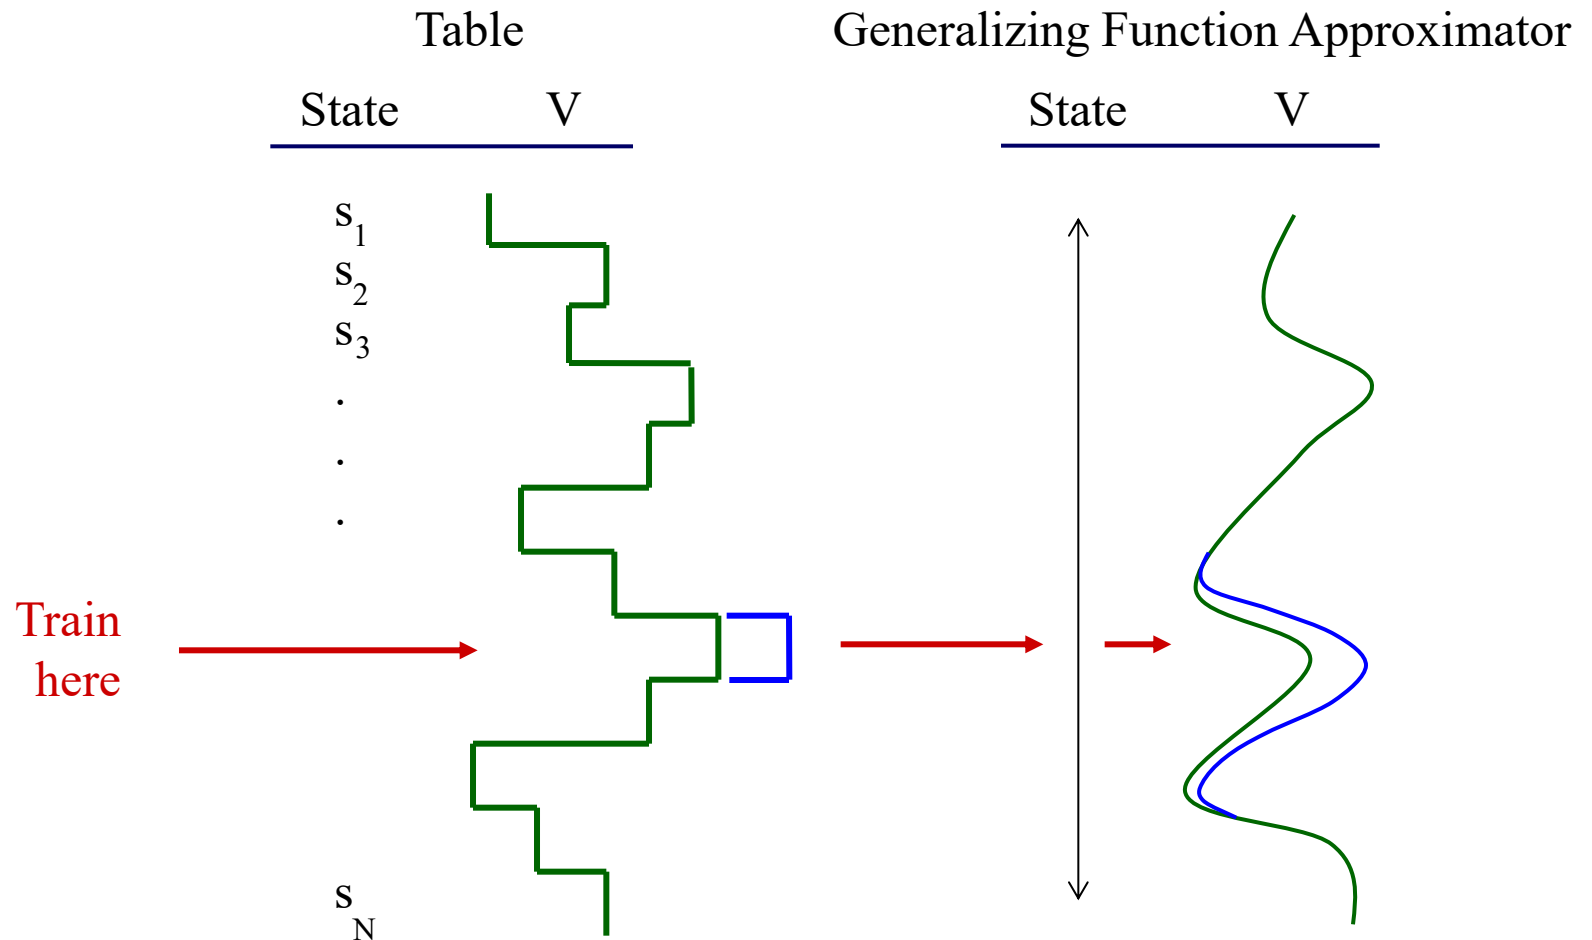 Table
Generalizing Function Approximator
State V
State V
s1
s2
s3
.
.
.
Train
here
sN